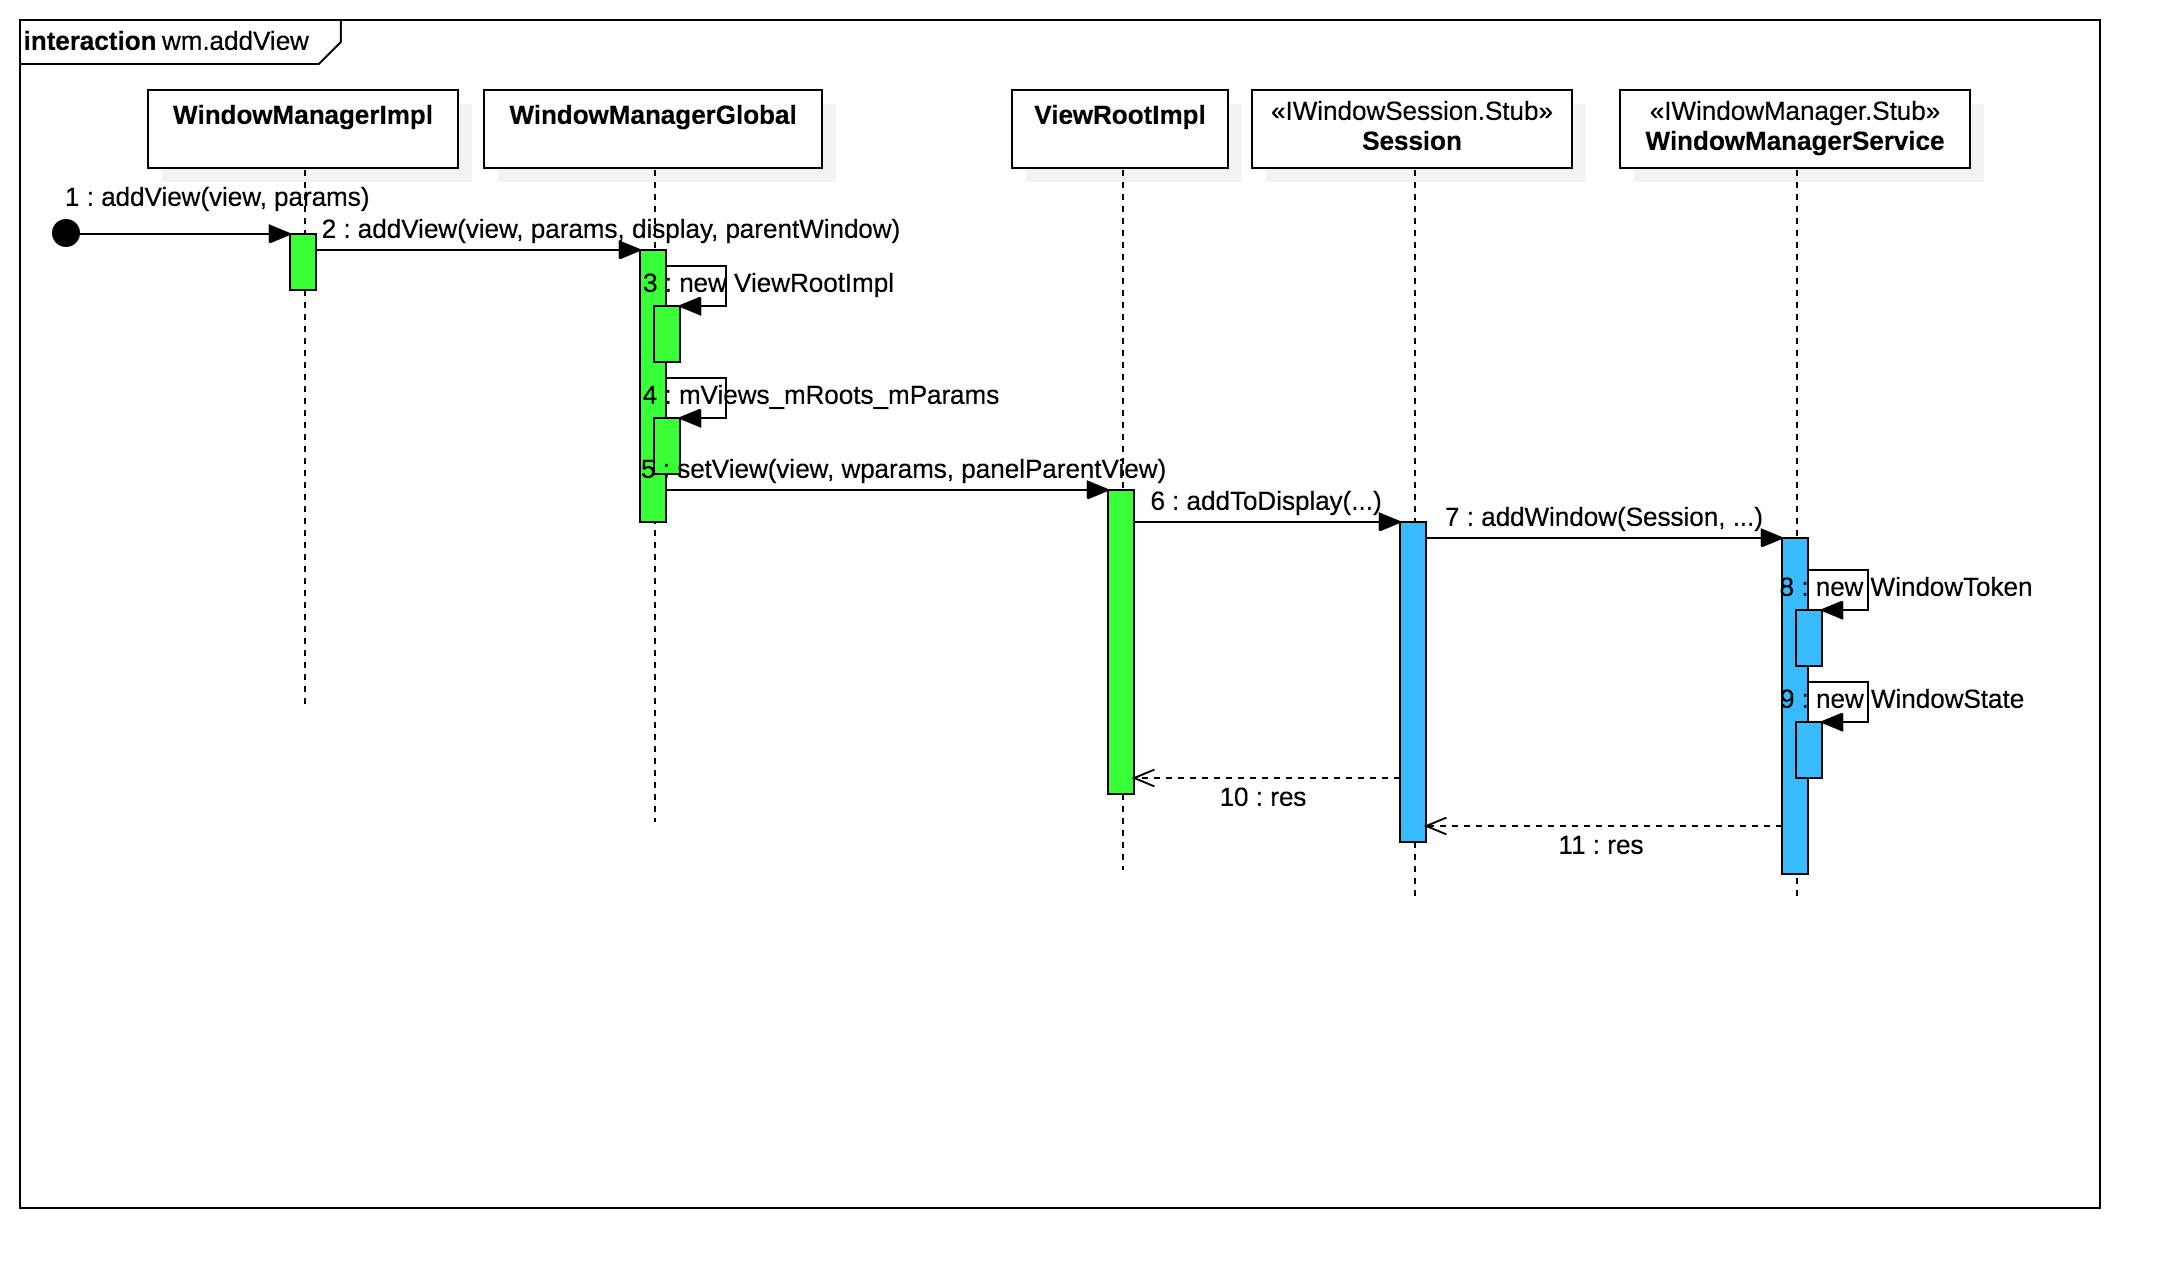 interaction wm.addView
WindowManagerImpl
WindowManagerGlobal
ViewRootImpl
«IWindowSession.Stub»
Session
«IWindowManager.Stub»
WindowManagerService
1 : addView(view, params)
2 : addView(view, params, display, parentWindow)
3 : new ViewRootImpl
4 : mViews_mRoots_mParams
5 : setView(view, wparams, panelParentView)
6 : addToDisplay(...)
7 : addWindow(Session, ...)
8 : new WindowToken
9 : new WindowState
10 : res
11 : res